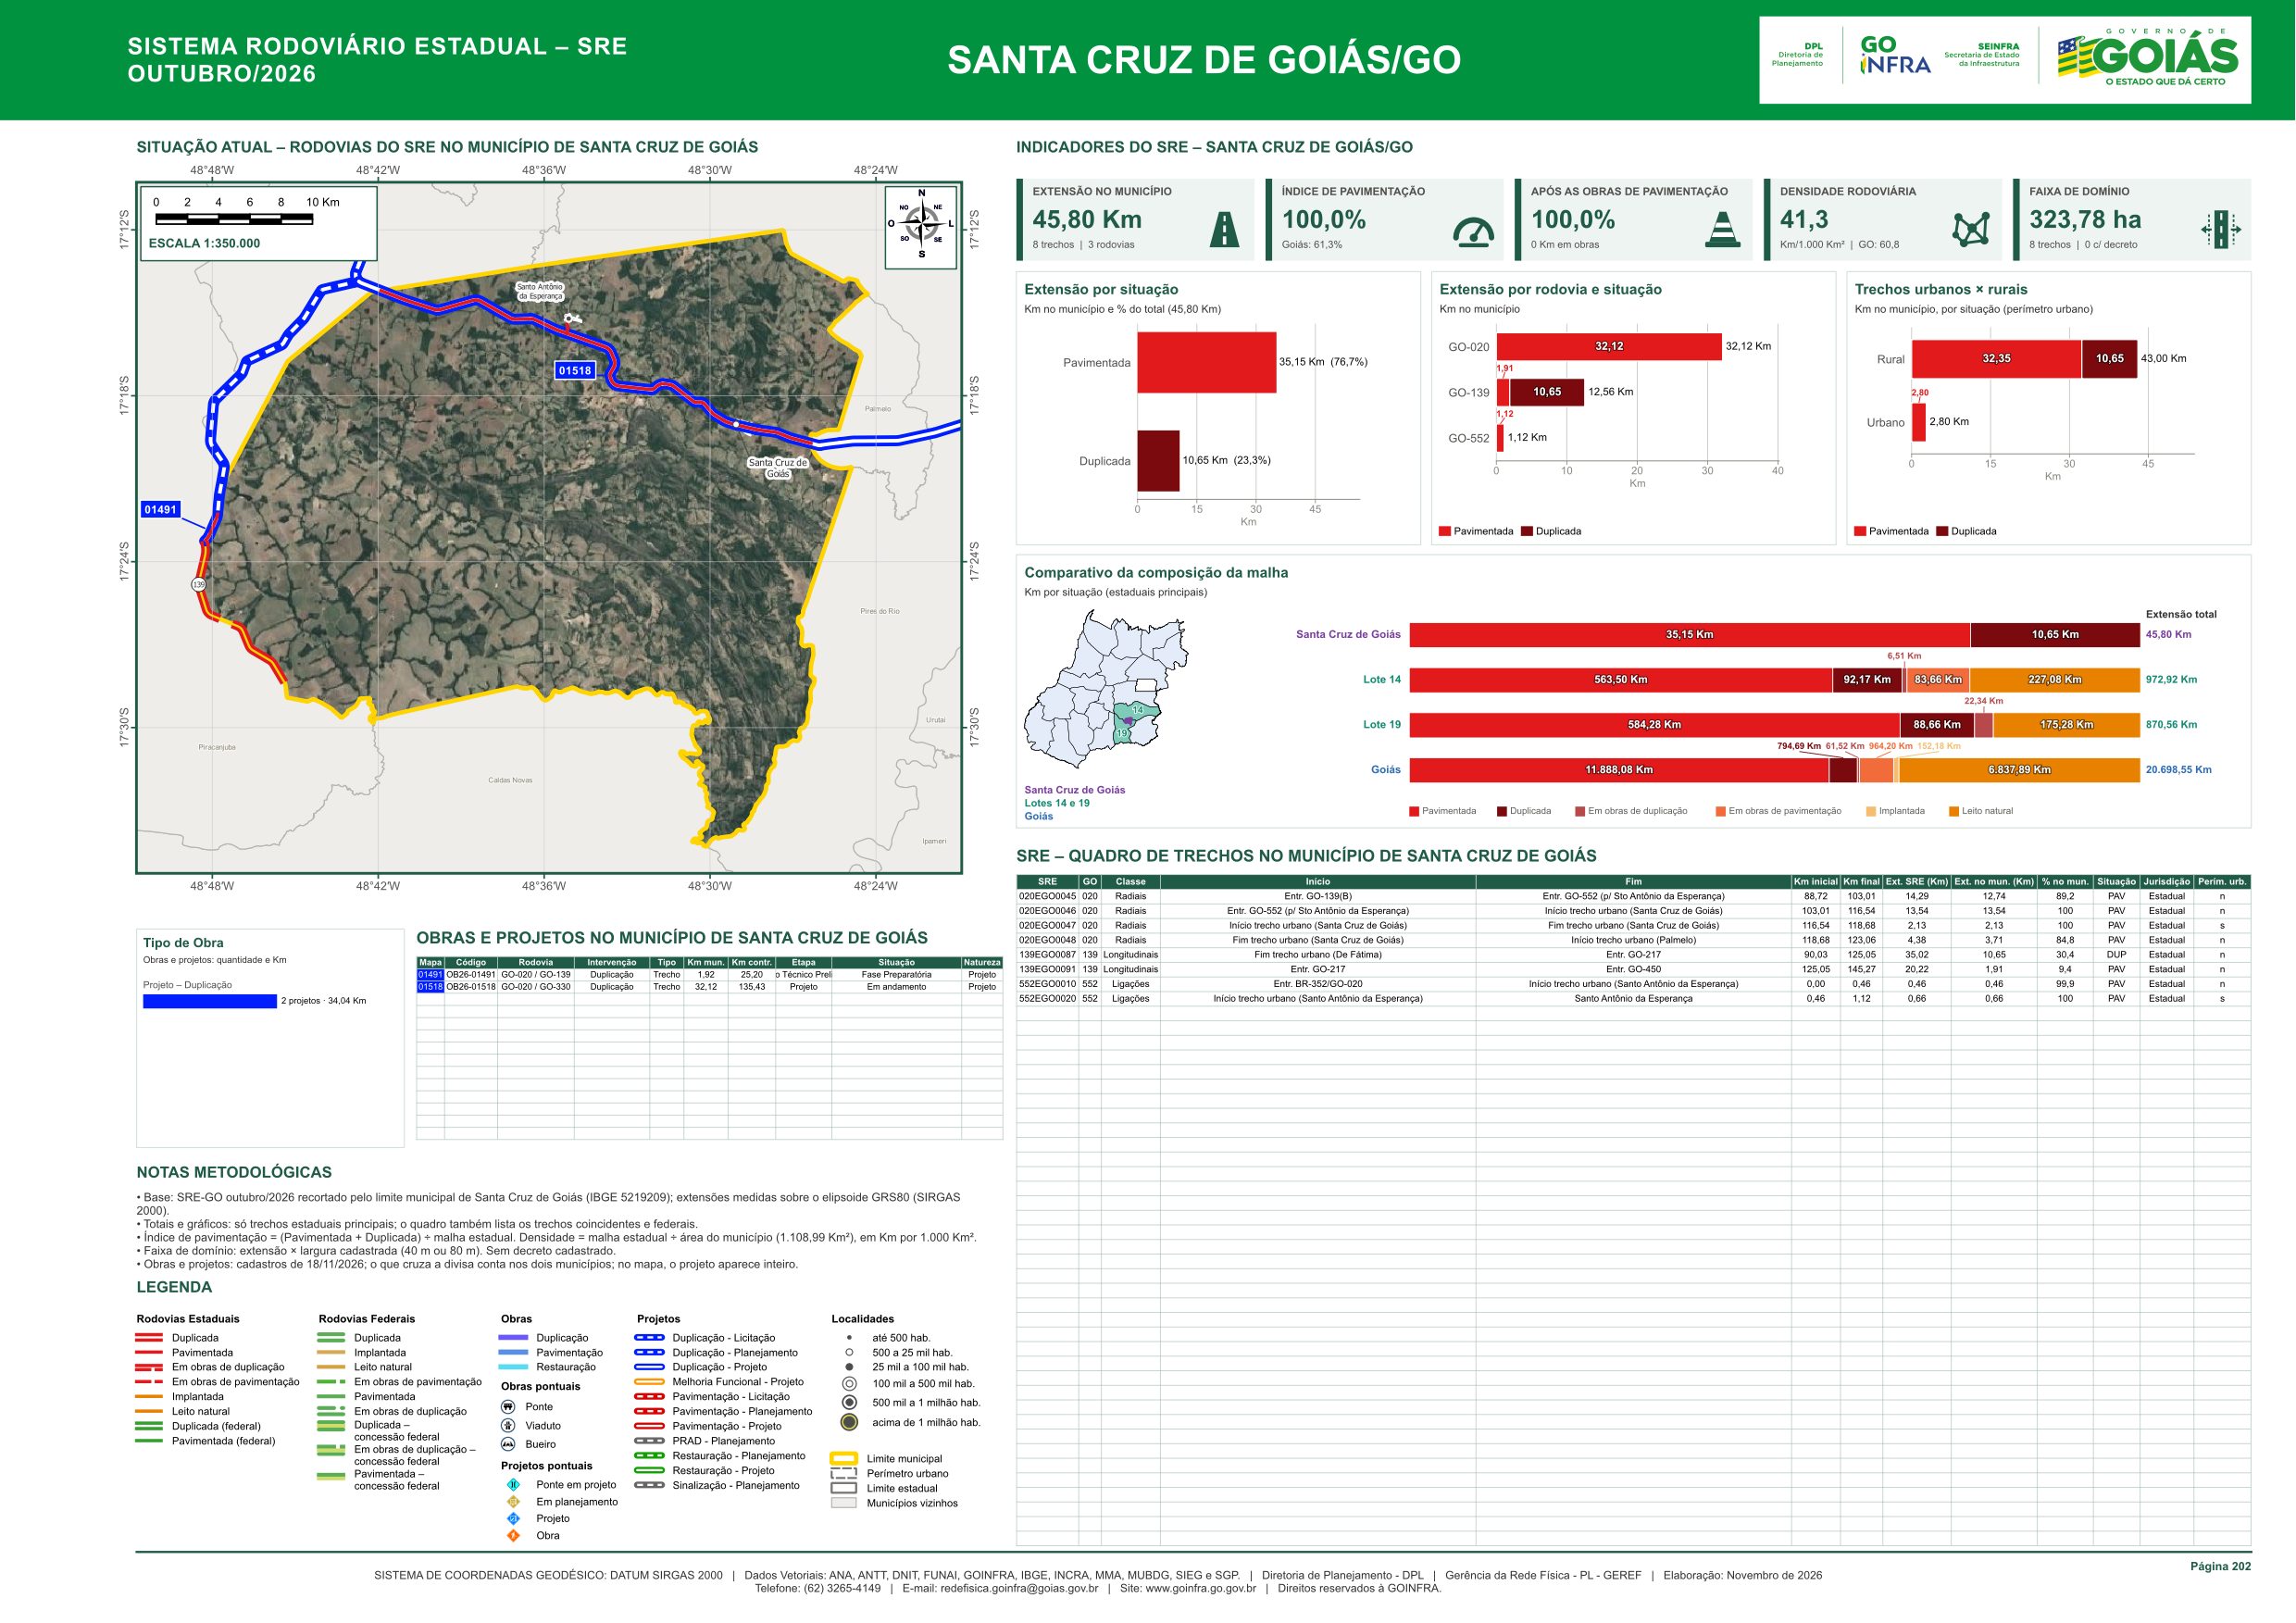 SISTEMA RODOVIÁRIO ESTADUAL – SRE
OUTUBRO/2026
SANTA CRUZ DE GOIÁS/GO
DPL
Diretoria de
Planejamento
GO
iNFRA
SEINFRA
Secretaria de Estado
da Infraestrutura
GOVERNO DE
GOIÁS
O ESTADO QUE DÁ CERTO
SITUAÇÃO ATUAL – RODOVIAS DO SRE NO MUNICÍPIO DE SANTA CRUZ DE GOIÁS
48°48'W 48°42'W 48°36'W 48°30'W 48°24'W
0 2 4 6 8 10 Km
ESCALA 1:350.000
N
NO NE
O L
SO SE
S
17°12'S 17°12'S
Santo Antônio
da Esperança
01518
17°18'S 17°18'S
Palmelo
Santa Cruz de
Goiás
01491
17°24'S 17°24'S
139
Pires do Rio
Urutaí
17°30'S 17°30'S
Piracanjuba
Caldas Novas
Ipameri
48°48'W 48°42'W 48°36'W 48°30'W 48°24'W
Tipo de Obra
Obras e projetos: quantidade e Km
Projeto – Duplicação
2 projetos · 34,04 Km
OBRAS E PROJETOS NO MUNICÍPIO DE SANTA CRUZ DE GOIÁS
Mapa Código Rodovia Intervenção Tipo Km mun. Km contr. Etapa Situação Natureza
01491 OB26-01491 GO-020 / GO-139 Duplicação Trecho 1,92 25,20 o Técnico Preli Fase Preparatória Projeto
01518 OB26-01518 GO-020 / GO-330 Duplicação Trecho 32,12 135,43 Projeto Em andamento Projeto
NOTAS METODOLÓGICAS
• Base: SRE-GO outubro/2026 recortado pelo limite municipal de Santa Cruz de Goiás (IBGE 5219209); extensões medidas sobre o elipsoide GRS80 (SIRGAS
2000).
• Totais e gráficos: só trechos estaduais principais; o quadro também lista os trechos coincidentes e federais.
• Índice de pavimentação = (Pavimentada + Duplicada) ÷ malha estadual. Densidade = malha estadual ÷ área do município (1.108,99 Km²), em Km por 1.000 Km².
• Faixa de domínio: extensão × largura cadastrada (40 m ou 80 m). Sem decreto cadastrado.
• Obras e projetos: cadastros de 18/11/2026; o que cruza a divisa conta nos dois municípios; no mapa, o projeto aparece inteiro.
LEGENDA
Rodovias Estaduais
Duplicada
Pavimentada
Em obras de duplicação
Em obras de pavimentação
Implantada
Leito natural
Duplicada (federal)
Pavimentada (federal)
Rodovias Federais
Duplicada
Implantada
Leito natural
Em obras de pavimentação
Pavimentada
Em obras de duplicação
Duplicada –
concessão federal
Em obras de duplicação –
concessão federal
Pavimentada –
concessão federal
Obras
Duplicação
Pavimentação
Restauração
Obras pontuais
Ponte
Viaduto
Bueiro
Projetos pontuais
Ponte em projeto
Em planejamento
Projeto
Obra
Projetos
Duplicação - Licitação
Duplicação - Planejamento
Duplicação - Projeto
Melhoria Funcional - Projeto
Pavimentação - Licitação
Pavimentação - Planejamento
Pavimentação - Projeto
PRAD - Planejamento
Restauração - Planejamento
Restauração - Projeto
Sinalização - Planejamento
Localidades
até 500 hab.
500 a 25 mil hab.
25 mil a 100 mil hab.
100 mil a 500 mil hab.
500 mil a 1 milhão hab.
acima de 1 milhão hab.
Limite municipal
Perímetro urbano
Limite estadual
Municípios vizinhos
INDICADORES DO SRE – SANTA CRUZ DE GOIÁS/GO
EXTENSÃO NO MUNICÍPIO
45,80 Km
8 trechos | 3 rodovias
ÍNDICE DE PAVIMENTAÇÃO
100,0%
Goiás: 61,3%
APÓS AS OBRAS DE PAVIMENTAÇÃO
100,0%
0 Km em obras
DENSIDADE RODOVIÁRIA
41,3
Km/1.000 Km² | GO: 60,8
FAIXA DE DOMÍNIO
323,78 ha
8 trechos | 0 c/ decreto
Extensão por situação
Km no município e % do total (45,80 Km)
Pavimentada 35,15 Km (76,7%)
Duplicada 10,65 Km (23,3%)
0 15 30 45
Km
Extensão por rodovia e situação
Km no município
GO-020 32,12 32,12 Km
1,91
GO-139 10,65 12,56 Km
1,12
GO-552 1,12 Km
0 10 20 30 40
Km
Pavimentada Duplicada
Trechos urbanos × rurais
Km no município, por situação (perímetro urbano)
Rural 32,35 10,65 43,00 Km
2,80
Urbano 2,80 Km
0 15 30 45
Km
Pavimentada Duplicada
Comparativo da composição da malha
Km por situação (estaduais principais)
14
19
Santa Cruz de Goiás
Lotes 14 e 19
Goiás
Extensão total
Santa Cruz de Goiás 35,15 Km 10,65 Km 45,80 Km
6,51 Km
Lote 14 563,50 Km 92,17 Km 83,66 Km 227,08 Km 972,92 Km
22,34 Km
Lote 19 584,28 Km 88,66 Km 175,28 Km 870,56 Km
794,69 Km 61,52 Km 964,20 Km 152,18 Km
Goiás 11.888,08 Km 6.837,89 Km 20.698,55 Km
Pavimentada Duplicada Em obras de duplicação Em obras de pavimentação Implantada Leito natural
SRE – QUADRO DE TRECHOS NO MUNICÍPIO DE SANTA CRUZ DE GOIÁS
SRE GO Classe Início Fim Km inicial Km final Ext. SRE (Km) Ext. no mun. (Km) % no mun. Situação Jurisdição Perím. urb.
020EGO0045 020 Radiais Entr. GO-139(B) Entr. GO-552 (p/ Sto Antônio da Esperança) 88,72 103,01 14,29 12,74 89,2 PAV Estadual n
020EGO0046 020 Radiais Entr. GO-552 (p/ Sto Antônio da Esperança) Início trecho urbano (Santa Cruz de Goiás) 103,01 116,54 13,54 13,54 100 PAV Estadual n
020EGO0047 020 Radiais Início trecho urbano (Santa Cruz de Goiás) Fim trecho urbano (Santa Cruz de Goiás) 116,54 118,68 2,13 2,13 100 PAV Estadual s
020EGO0048 020 Radiais Fim trecho urbano (Santa Cruz de Goiás) Início trecho urbano (Palmelo) 118,68 123,06 4,38 3,71 84,8 PAV Estadual n
139EGO0087 139 Longitudinais Fim trecho urbano (De Fátima) Entr. GO-217 90,03 125,05 35,02 10,65 30,4 DUP Estadual n
139EGO0091 139 Longitudinais Entr. GO-217 Entr. GO-450 125,05 145,27 20,22 1,91 9,4 PAV Estadual n
552EGO0010 552 Ligações Entr. BR-352/GO-020 Início trecho urbano (Santo Antônio da Esperança) 0,00 0,46 0,46 0,46 99,9 PAV Estadual n
552EGO0020 552 Ligações Início trecho urbano (Santo Antônio da Esperança) Santo Antônio da Esperança 0,46 1,12 0,66 0,66 100 PAV Estadual s
Página 202
SISTEMA DE COORDENADAS GEODÉSICO: DATUM SIRGAS 2000 | Dados Vetoriais: ANA, ANTT, DNIT, FUNAI, GOINFRA, IBGE, INCRA, MMA, MUBDG, SIEG e SGP. | Diretoria de Planejamento - DPL | Gerência da Rede Física - PL - GEREF | Elaboração: Novembro de 2026
Telefone: (62) 3265-4149 | E-mail: redefisica.goinfra@goias.gov.br | Site: www.goinfra.go.gov.br | Direitos reservados à GOINFRA.